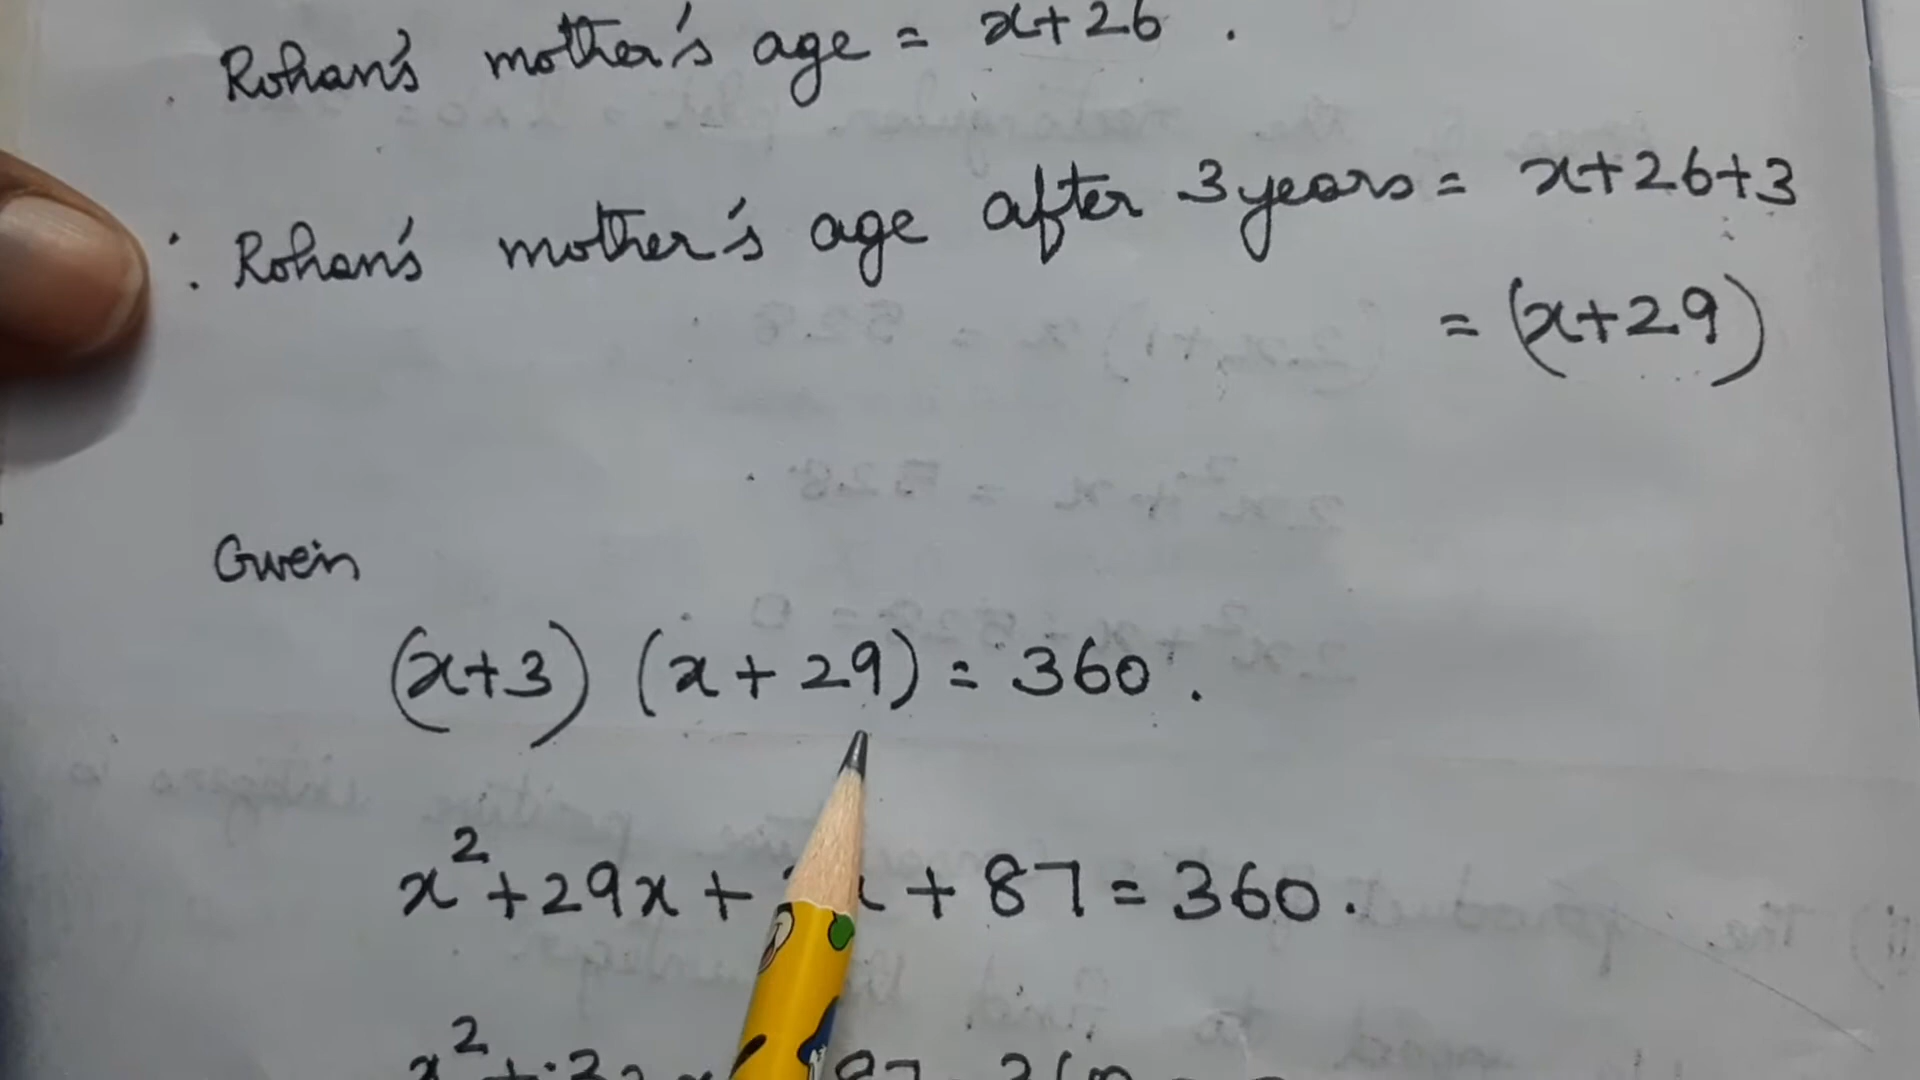 Rohan's mother's age = x+26.
∴ Rohan's mother's age after 3 years = x+26+3
= (x+29)
Gwein
(x+3) (x+29) = 360.
x²+29x+ x + 87 = 360.